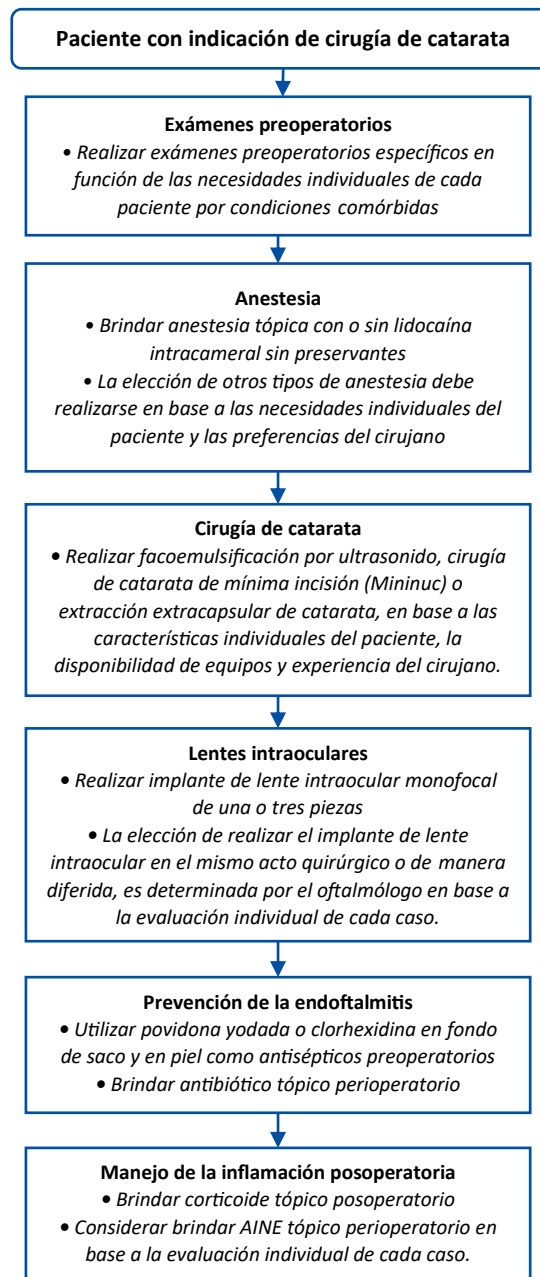 Paciente con indicación de cirugía de catarata
Exámenes preoperatorios
• Realizar exámenes preoperatorios específicos en
función de las necesidades individuales de cada
paciente por condiciones comórbidas
Anestesia
• Brindar anestesia tópica con o sin lidocaína
intracameral sin preservantes
• La elección de otros tipos de anestesia debe
realizarse en base a las necesidades individuales del
paciente y las preferencias del cirujano
Cirugía de catarata
• Realizar facoemulsificación por ultrasonido, cirugía
de catarata de mínima incisión (Mininuc) o
extracción extracapsular de catarata, en base a las
características individuales del paciente, la
disponibilidad de equipos y experiencia del cirujano.
Lentes intraoculares
• Realizar implante de lente intraocular monofocal
de una o tres piezas
• La elección de realizar el implante de lente
intraocular en el mismo acto quirúrgico o de manera
diferida, es determinada por el oftalmólogo en base a
la evaluación individual de cada caso.
Prevención de la endoftalmitis
• Utilizar povidona yodada o clorhexidina en fondo
de saco y en piel como antisépticos preoperatorios
• Brindar antibiótico tópico perioperatorio
Manejo de la inflamación posoperatoria
• Brindar corticoide tópico posoperatorio
• Considerar brindar AINE tópico perioperatorio en
base a la evaluación individual de cada caso.